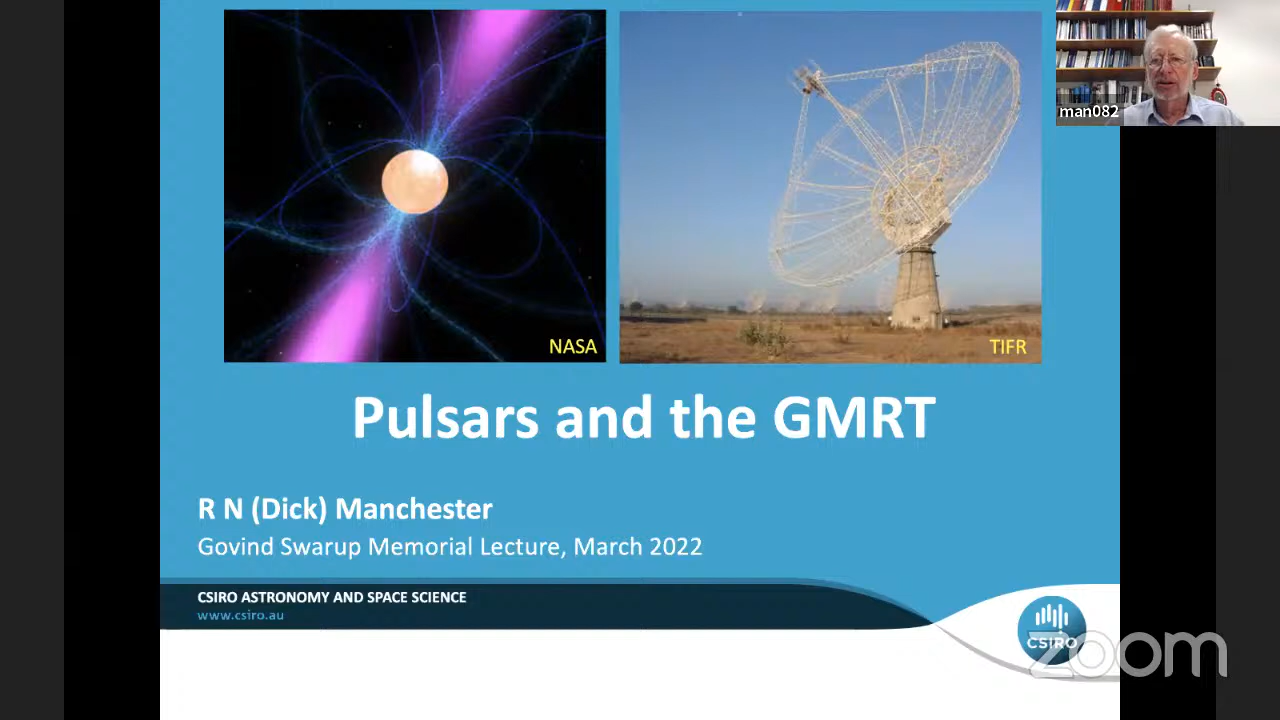 man082
NASA
TIFR
Pulsars and the GMRT
R N (Dick) Manchester
Govind Swarup Memorial Lecture, March 2022
CSIRO ASTRONOMY AND SPACE SCIENCE
www.csiro.au
CSIRO
zoom